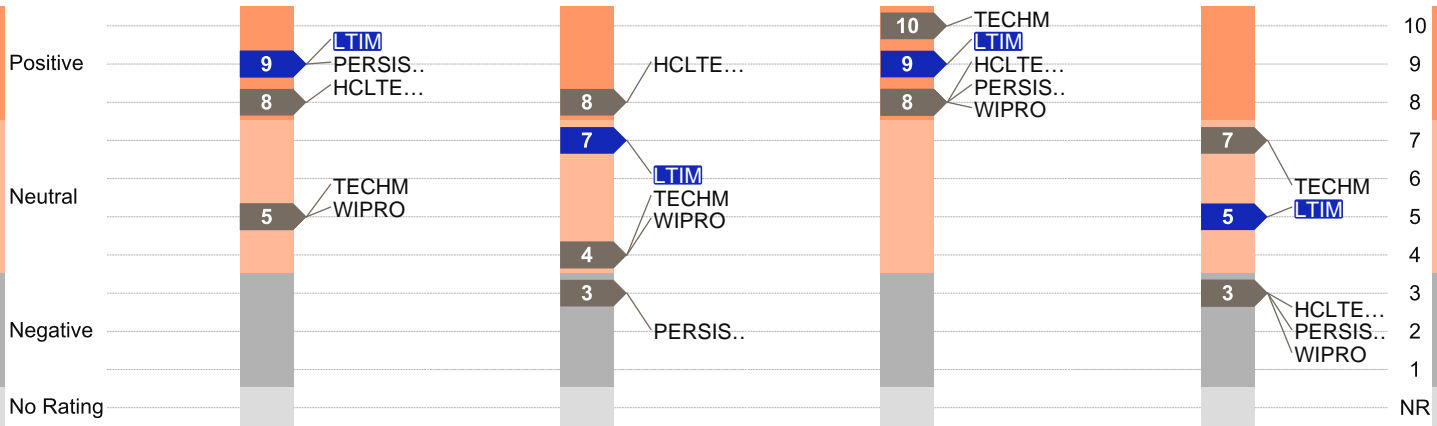 10 TECHM 10
LTIM LTIM
Positive 9 PERSIS.. HCLTE... 9 HCLTE... 9
HCLTE... PERSIS..
8 8 8 WIPRO 8
7 7 7
LTIM 6
TECHM TECHM TECHM
Neutral WIPRO WIPRO LTIM
5 5 5
4 4
3 3 3
HCLTE...
Negative PERSIS.. PERSIS.. 2
WIPRO
1
No Rating NR